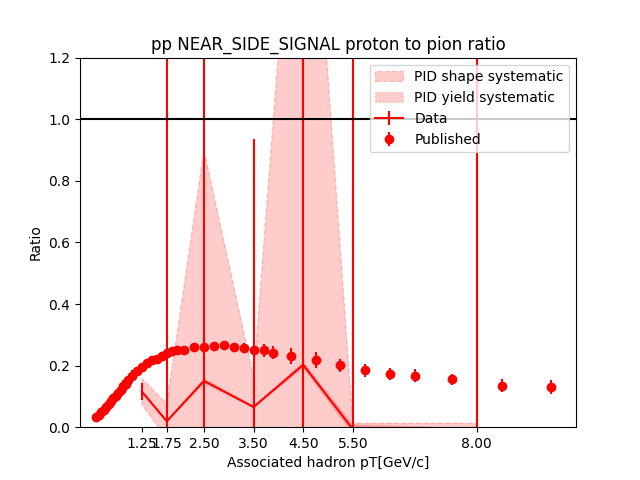 pp NEAR_SIDE_SIGNAL proton to pion ratio
1.2
1.0
0.8
0.6
0.4
0.2
0.0
Ratio
PID shape systematic
PID yield systematic
Data
Published
1.25 1.75 2.50 3.50 4.50 5.50 8.00
Associated hadron pT[GeV/c]